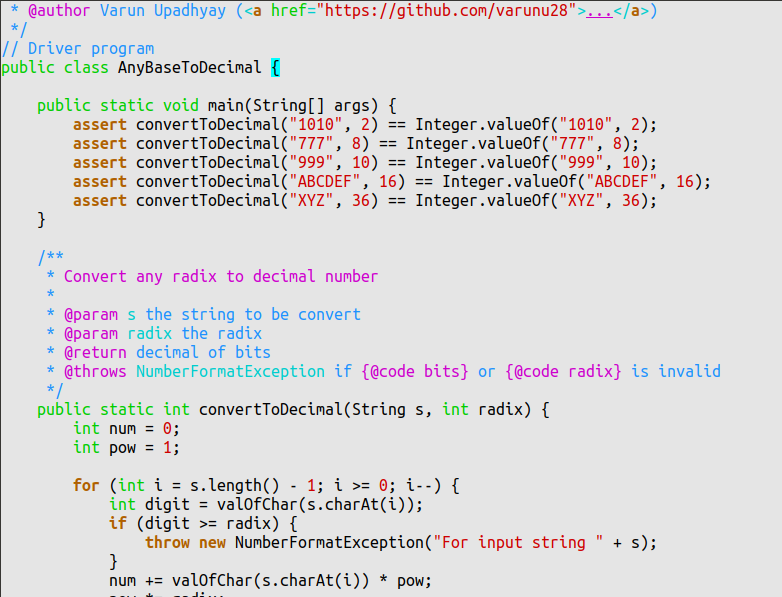 * @author Varun Upadhyay (<a href="https://github.com/varunu28">...</a>)
 */
// Driver program
public class AnyBaseToDecimal {

    public static void main(String[] args) {
        assert convertToDecimal("1010", 2) == Integer.valueOf("1010", 2);
        assert convertToDecimal("777", 8) == Integer.valueOf("777", 8);
        assert convertToDecimal("999", 10) == Integer.valueOf("999", 10);
        assert convertToDecimal("ABCDEF", 16) == Integer.valueOf("ABCDEF", 16);
        assert convertToDecimal("XYZ", 36) == Integer.valueOf("XYZ", 36);
    }

    /**
     * Convert any radix to decimal number
     *
     * @param s the string to be convert
     * @param radix the radix
     * @return decimal of bits
     * @throws NumberFormatException if {@code bits} or {@code radix} is invalid
     */
    public static int convertToDecimal(String s, int radix) {
        int num = 0;
        int pow = 1;

        for (int i = s.length() - 1; i >= 0; i--) {
            int digit = valOfChar(s.charAt(i));
            if (digit >= radix) {
                throw new NumberFormatException("For input string " + s);
            }
            num += valOfChar(s.charAt(i)) * pow;